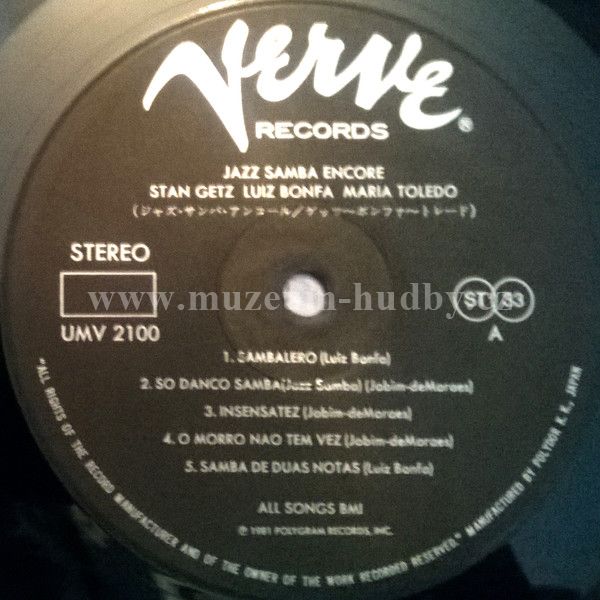 Verve®
RECORDS
JAZZ SAMBA ENCORE
STAN GETZ LUIZ BONFA MARIA TOLEDO
(ジャズ・サンバ・アンコール/ゲッツ〜ボンファ〜トレード)
STEREO
UMV 2100
ST 33
A
www.muzeum-hudby.cz
1. SAMBALERO (Luiz Bonfa)
2. SO DANCO SAMBA(Jazz Samba) (Jobim-deMoraes)
3. INSENSATEZ (Jobim-deMoraes)
4. O MORRO NAO TEM VEZ (Jobim-deMoraes)
5. SAMBA DE DUAS NOTAS (Luiz Bonfa)
ALL SONGS BMI
℗ 1981 POLYGRAM RECORDS, INC.
"ALL RIGHTS OF THE RECORD MANUFACTURER AND OF THE OWNER OF THE WORK RECORDED RESERVED." MANUFACTURED BY POLYDOR K. K., JAPAN